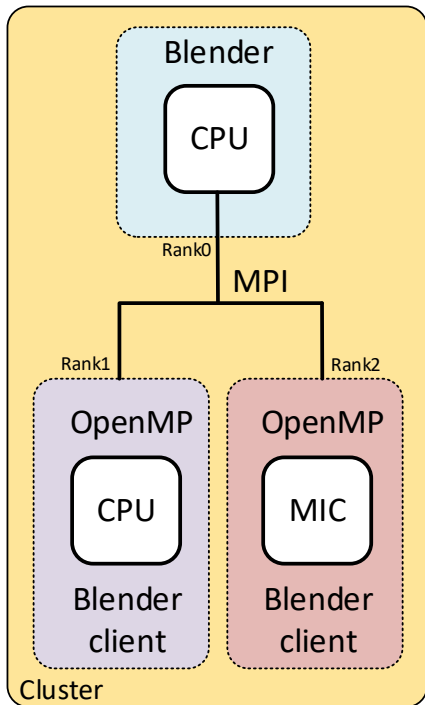 Blender
CPU
Rank0
MPI
Rank1
Rank2
OpenMP
CPU
Blender
client
OpenMP
MIC
Blender
client
Cluster